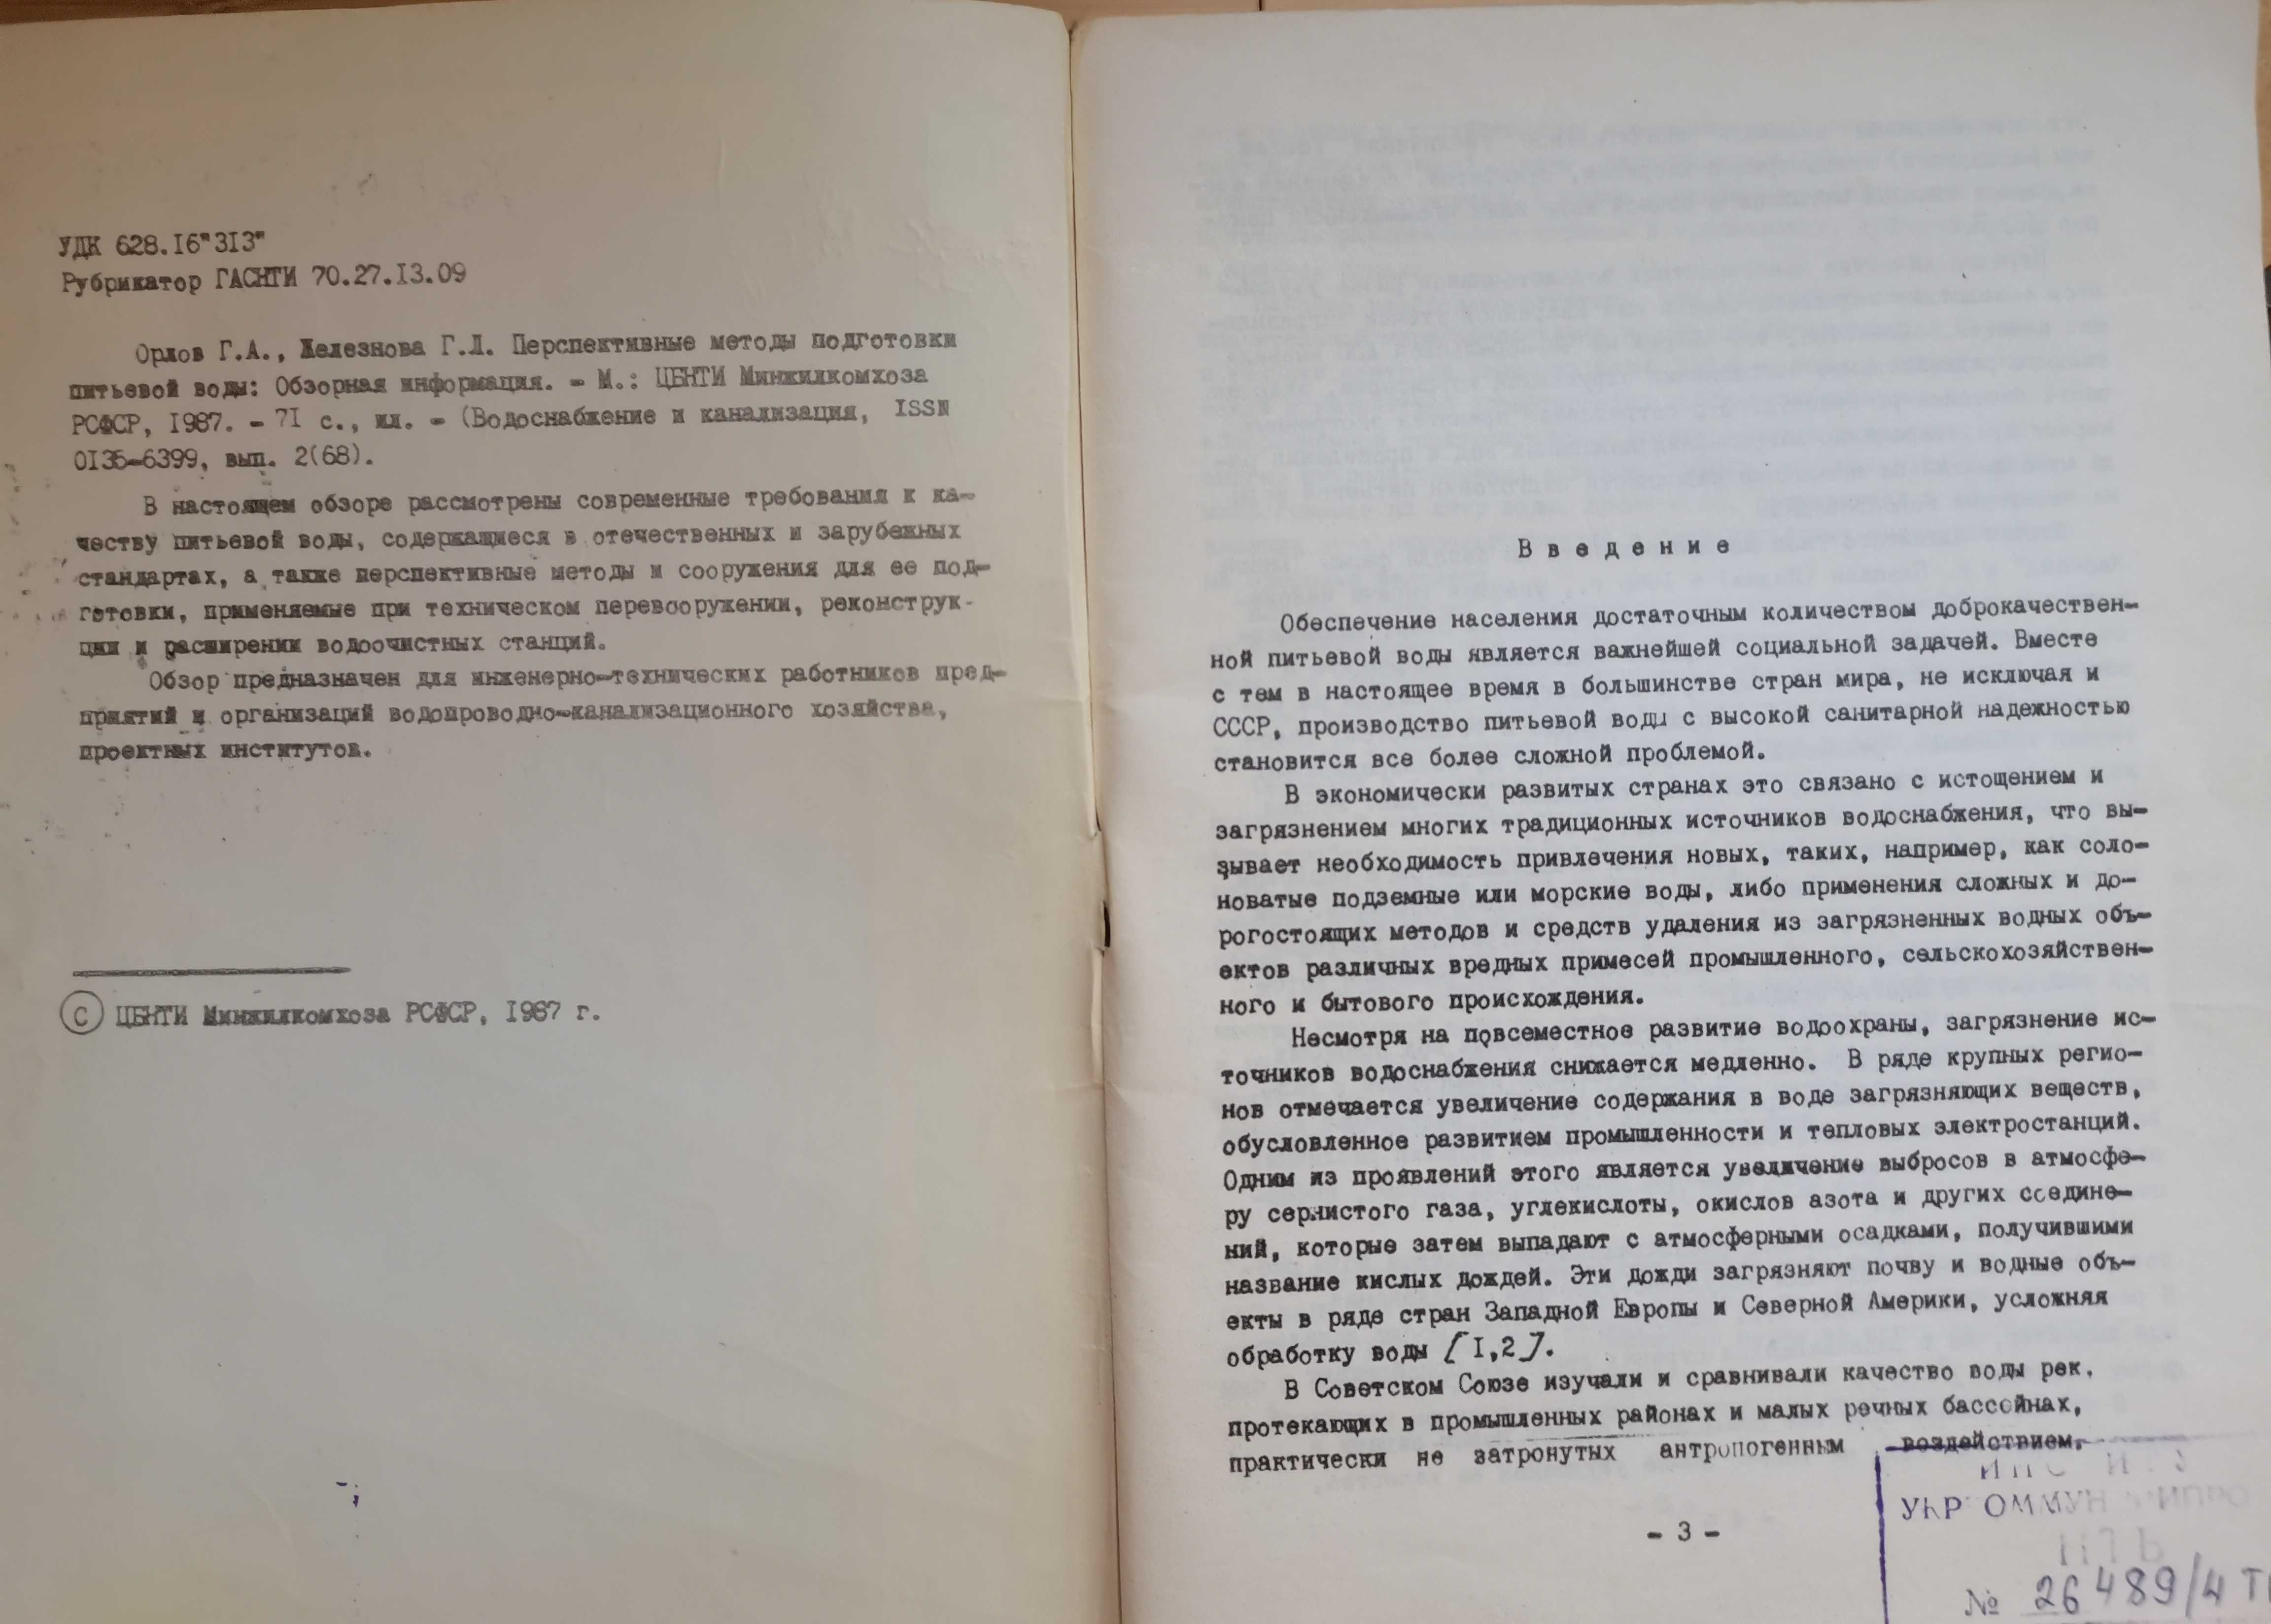 УДК 628.16"313"
Рубрикатор ГАСНТИ 70.27.13.09
Орлов Г.А., Железнова Г.Л. Перспективные методы подготовки
питьевой воды: Обзорная информация. - М.: ЦБНТИ Минжилкомхоза
РСФСР, 1987. - 71 с., ил. - (Водоснабжение и канализация, ISSN
0135-6399, вып. 2(68).
В настоящем обзоре рассмотрены современные требования к ка-
честву питьевой воды, содержащиеся в отечественных и зарубежных
стандартах, а также перспективные методы и сооружения для ее под-
готовки, применяемые при техническом перевооружении, реконструк-
ции и расширении водоочистных станций.
Обзор предназначен для инженерно-технических работников пред-
приятий и организаций водопроводно-канализационного хозяйства,
проектных институтов.
© ЦБНТИ Минжилкомхоза РСФСР, 1987 г.
Введение
Обеспечение населения достаточным количеством доброкачествен-
ной питьевой воды является важнейшей социальной задачей. Вместе
с тем в настоящее время в большинстве стран мира, не исключая и
СССР, производство питьевой воды с высокой санитарной надежностью
становится все более сложной проблемой.
В экономически развитых странах это связано с истощением и
загрязнением многих традиционных источников водоснабжения, что вы-
зывает необходимость привлечения новых, таких, например, как соло-
новатые подземные или морские воды, либо применения сложных и до-
рогостоящих методов и средств удаления из загрязненных водных объ-
ектов различных вредных примесей промышленного, сельскохозяйствен-
ного и бытового происхождения.
Несмотря на повсеместное развитие водоохраны, загрязнение ис-
точников водоснабжения снижается медленно. В ряде крупных регио-
нов отмечается увеличение содержания в воде загрязняющих веществ,
обусловленное развитием промышленности и тепловых электростанций.
Одним из проявлений этого является увеличение выбросов в атмосфе-
ру сернистого газа, углекислоты, окислов азота и других соедине-
ний, которые затем выпадают с атмосферными осадками, получившими
название кислых дождей. Эти дожди загрязняют почву и водные объ-
екты в ряде стран Западной Европы и Северной Америки, усложняя
обработку воды [1,2].
В Советском Союзе изучали и сравнивали качество воды рек,
протекающих в промышленных районах и малых речных бассейнах,
практически не затронутых антропогенным воздействием.
- 3 -
НТБ
№ 26489/4